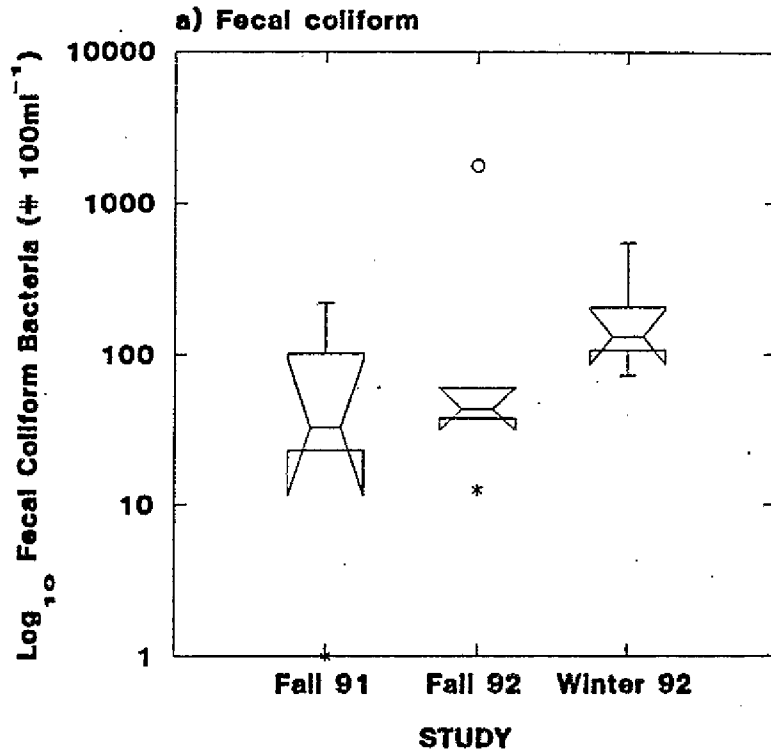 a) Fecal coliform
Log₁₀ Fecal Coliform Bacteria (# 100ml⁻¹)
10000
1000
100
10
1
Fall 91 Fall 92 Winter 92
STUDY